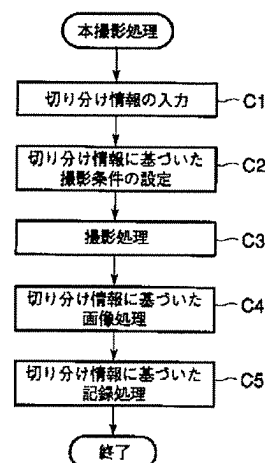 本撮影処理
切り分け情報の入力
C1
切り分け情報に基づいた
撮影条件の設定
C2
撮影処理
C3
切り分け情報に基づいた
画像処理
C4
切り分け情報に基づいた
記録処理
C5
終了